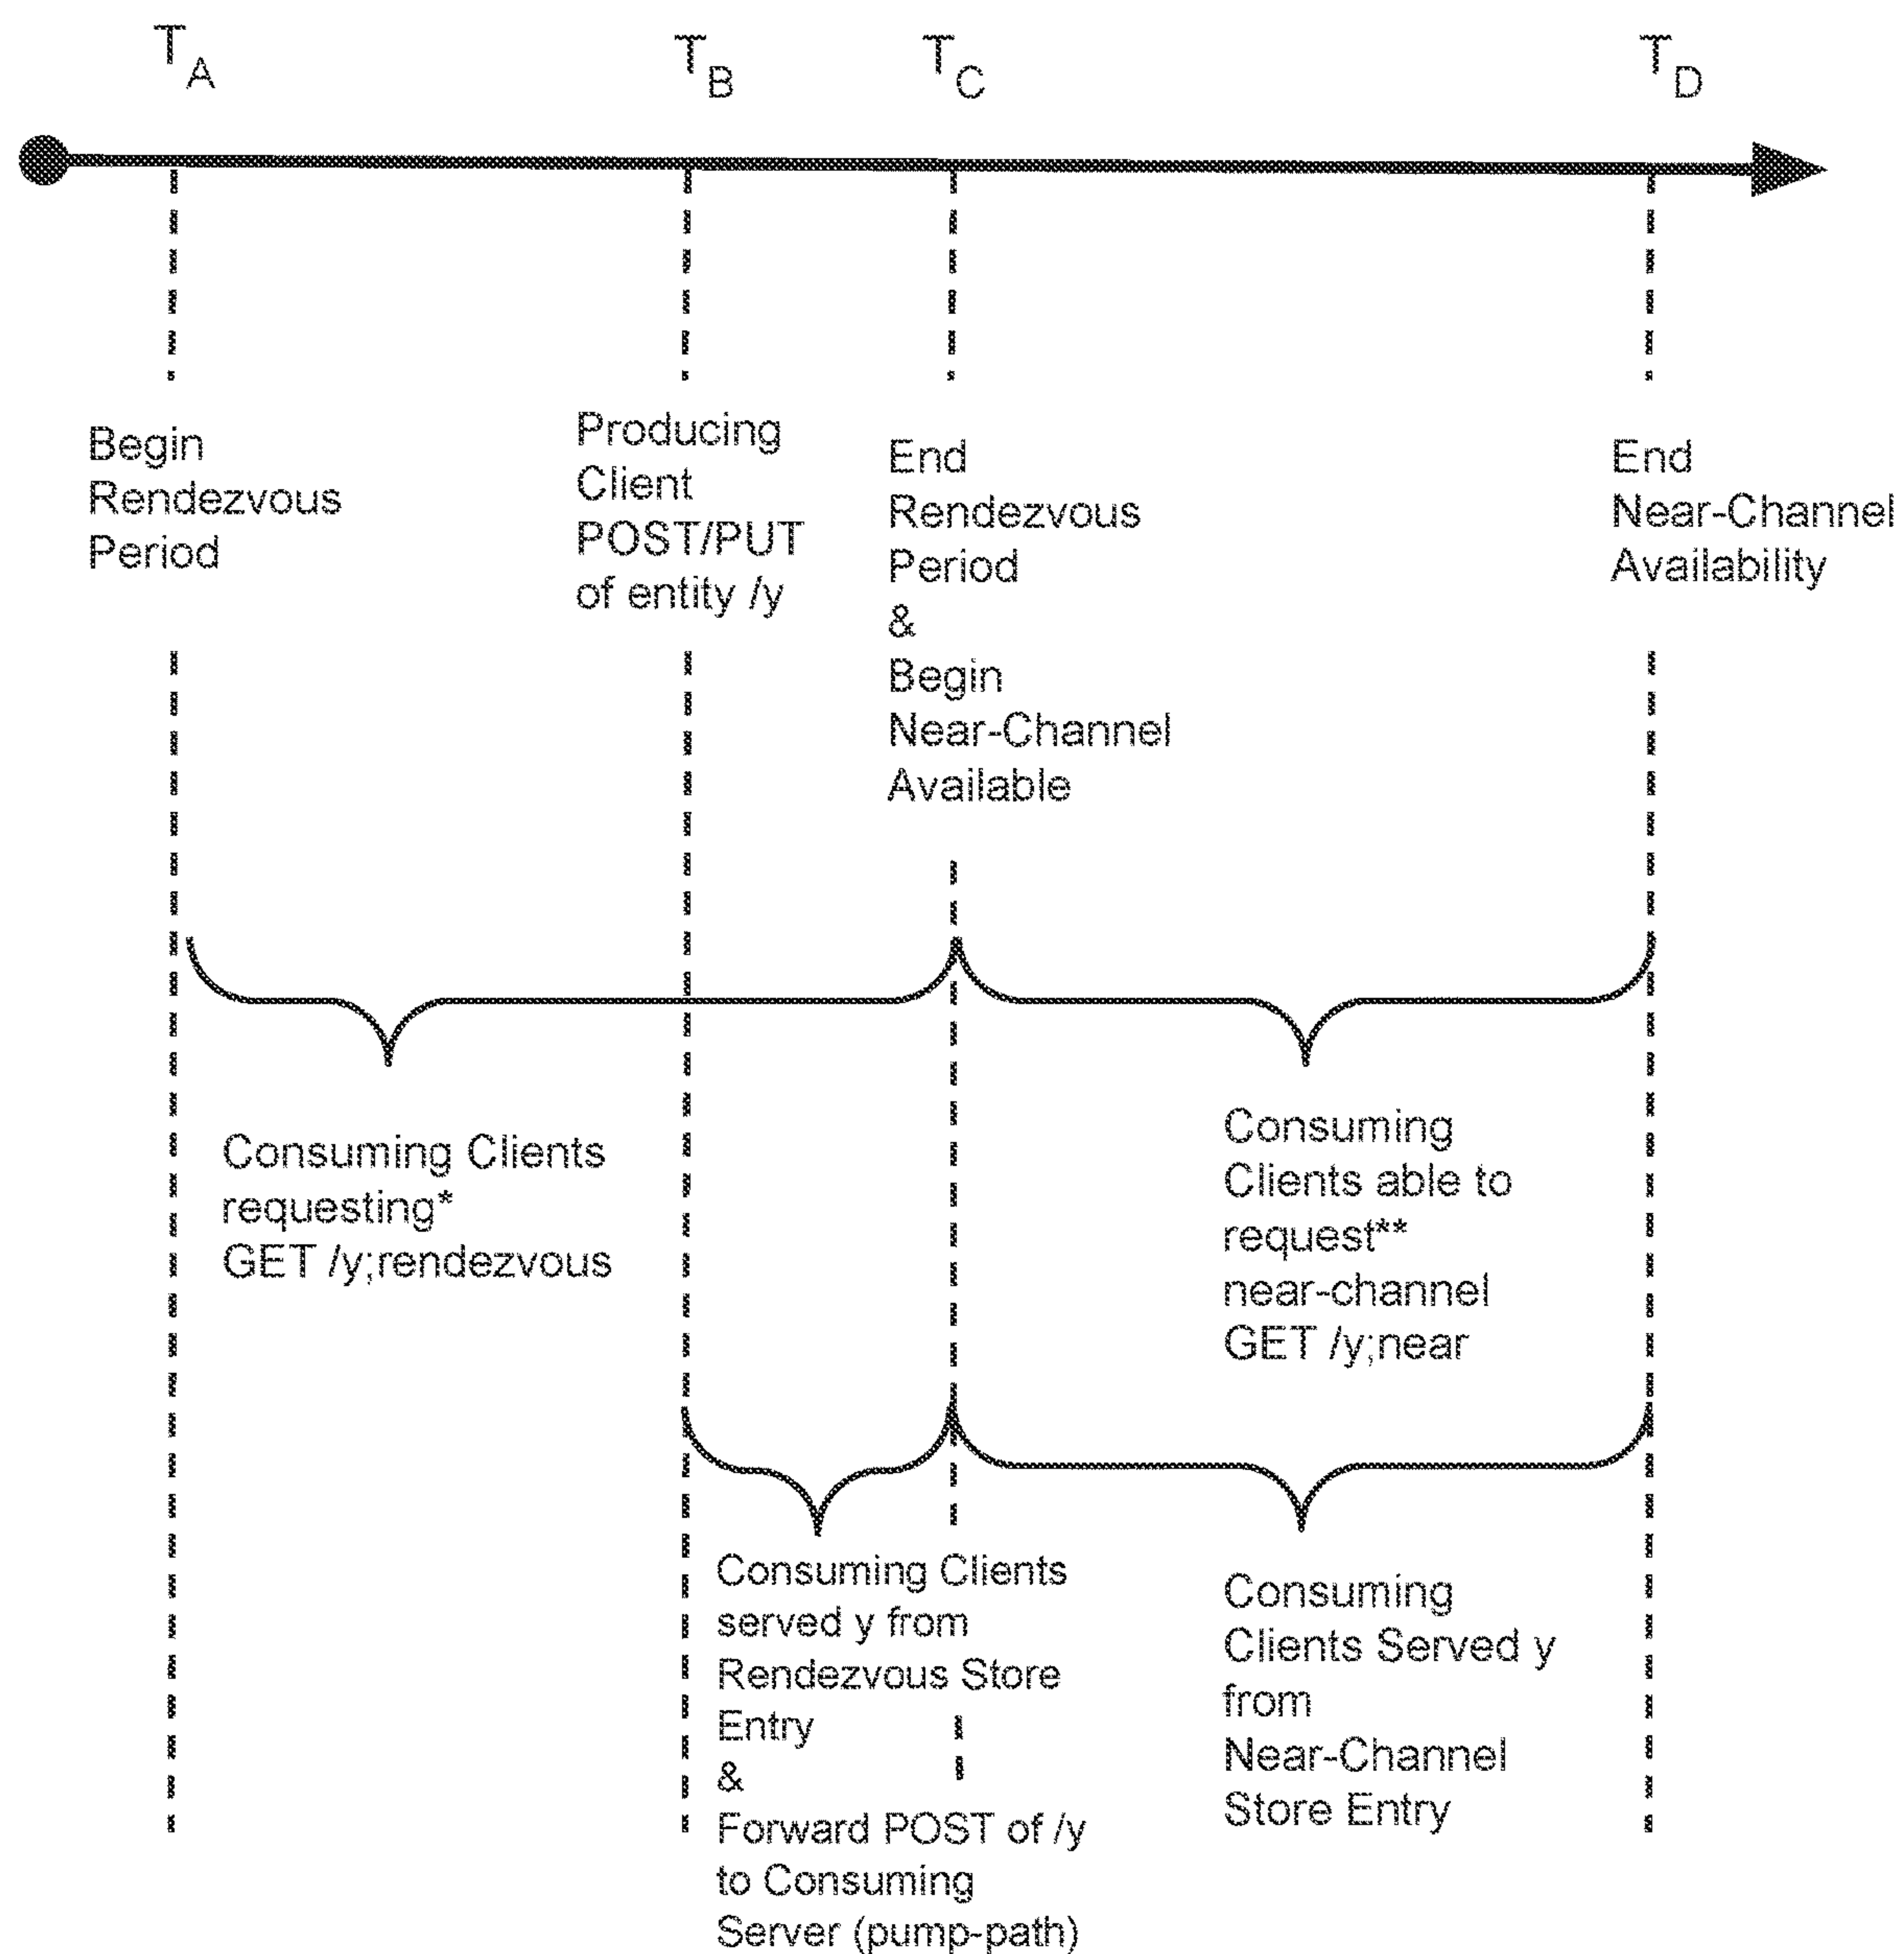 T_A
T_B
T_C
T_D
Begin
Rendezvous
Period
Producing
Client
POST/PUT
of entity /y
End
Rendezvous
Period
&
Begin
Near-Channel
Available
End
Near-Channel
Availability
Consuming Clients
requesting*
GET /y;rendezvous
Consuming
Clients able to
request**
near-channel
GET /y;near
Consuming Clients
served y from
Rendezvous Store
Entry
&
Forward POST of /y
to Consuming
Server (pump-path)
Consuming
Clients Served y
from
Near-Channel
Store Entry